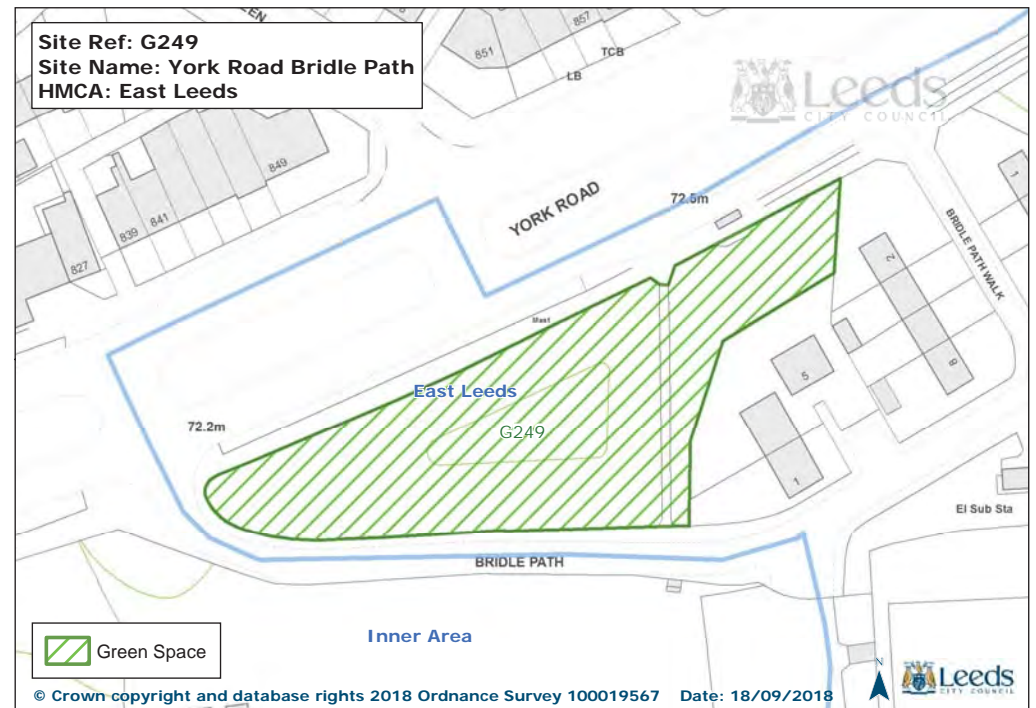 Site Ref: G249
Site Name: York Road Bridle Path
HMCA: East Leeds
851
857
TCB
LB
Leeds
CITY COUNCIL
849
841
839
827
YORK ROAD
72.5m
1
BRIDLE PATH WALK
2
8
Mast
5
East Leeds
G249
72.2m
1
El Sub Sta
BRIDLE PATH
Inner Area
Green Space
N
Leeds
CITY COUNCIL
© Crown copyright and database rights 2018 Ordnance Survey 100019567 Date: 18/09/2018